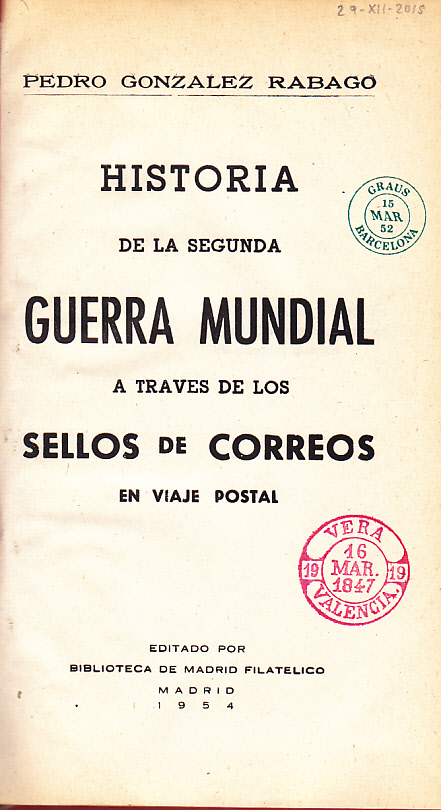 29-XII-2015
PEDRO GONZALEZ RABAGO
HISTORIA
DE LA SEGUNDA
GUERRA MUNDIAL
A TRAVES DE LOS
SELLOS DE CORREOS
EN VIAJE POSTAL
GRAUS
15
MAR
52
BARCELONA
VERA
16
19 MAR. 19
1847
VALENCIA.
EDITADO POR
BIBLIOTECA DE MADRID FILATELICO
MADRID
1954